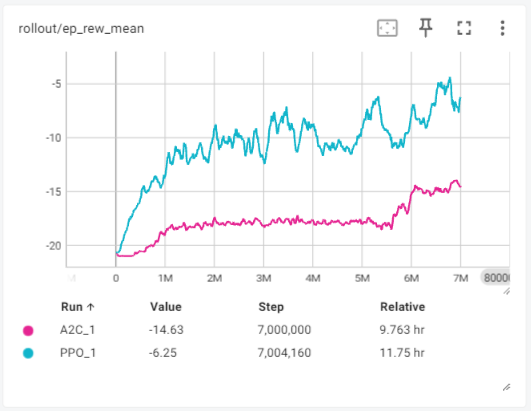 rollout/ep_rew_mean
-5
-10
-15
-20
0 1M 2M 3M 4M 5M 6M 7M 80000
Run ↑ Value Step Relative
A2C_1 -14.63 7,000,000 9.763 hr
PPO_1 -6.25 7,004,160 11.75 hr